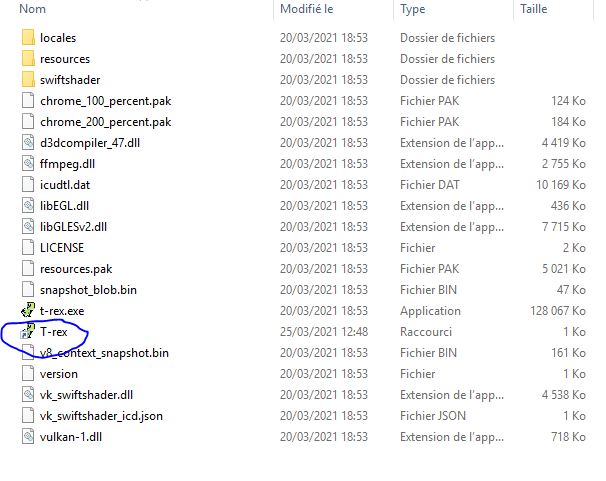 Nom Modifié le Type Taille
locales 20/03/2021 18:53 Dossier de fichiers
resources 20/03/2021 18:53 Dossier de fichiers
swiftshader 20/03/2021 18:53 Dossier de fichiers
chrome_100_percent.pak 20/03/2021 18:53 Fichier PAK 124 Ko
chrome_200_percent.pak 20/03/2021 18:53 Fichier PAK 184 Ko
d3dcompiler_47.dll 20/03/2021 18:53 Extension de l'app... 4 419 Ko
ffmpeg.dll 20/03/2021 18:53 Extension de l'app... 2 755 Ko
icudtl.dat 20/03/2021 18:53 Fichier DAT 10 169 Ko
libEGL.dll 20/03/2021 18:53 Extension de l'app... 436 Ko
libGLESv2.dll 20/03/2021 18:53 Extension de l'app... 7 715 Ko
LICENSE 20/03/2021 18:53 Fichier 2 Ko
resources.pak 20/03/2021 18:53 Fichier PAK 5 021 Ko
snapshot_blob.bin 20/03/2021 18:53 Fichier BIN 47 Ko
t-rex.exe 20/03/2021 18:53 Application 128 067 Ko
T-rex 25/03/2021 12:48 Raccourci 1 Ko
v8_context_snapshot.bin 20/03/2021 18:53 Fichier BIN 161 Ko
version 20/03/2021 18:53 Fichier 1 Ko
vk_swiftshader.dll 20/03/2021 18:53 Extension de l'app... 4 538 Ko
vk_swiftshader_icd.json 20/03/2021 18:53 Fichier JSON 1 Ko
vulkan-1.dll 20/03/2021 18:53 Extension de l'app... 718 Ko